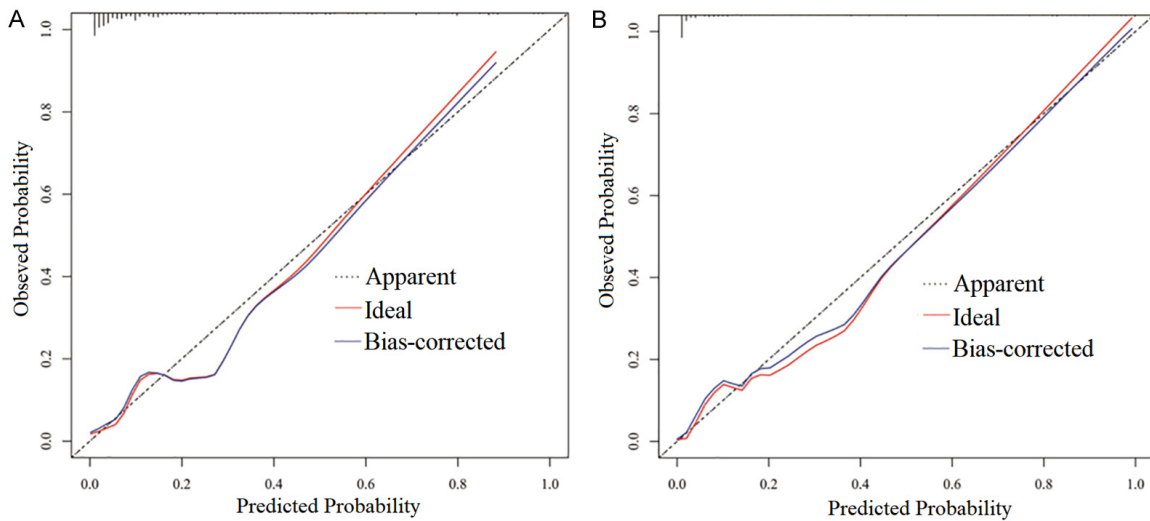 A
Obseved Probability
1.0
0.8
0.6
0.4
0.2
0.0
Apparent
Ideal
Bias-corrected
0.0 0.2 0.4 0.6 0.8 1.0
Predicted Probability
B
Obseved Probability
1.0
0.8
0.6
0.4
0.2
0.0
Apparent
Ideal
Bias-corrected
0.0 0.2 0.4 0.6 0.8 1.0
Predicted Probability